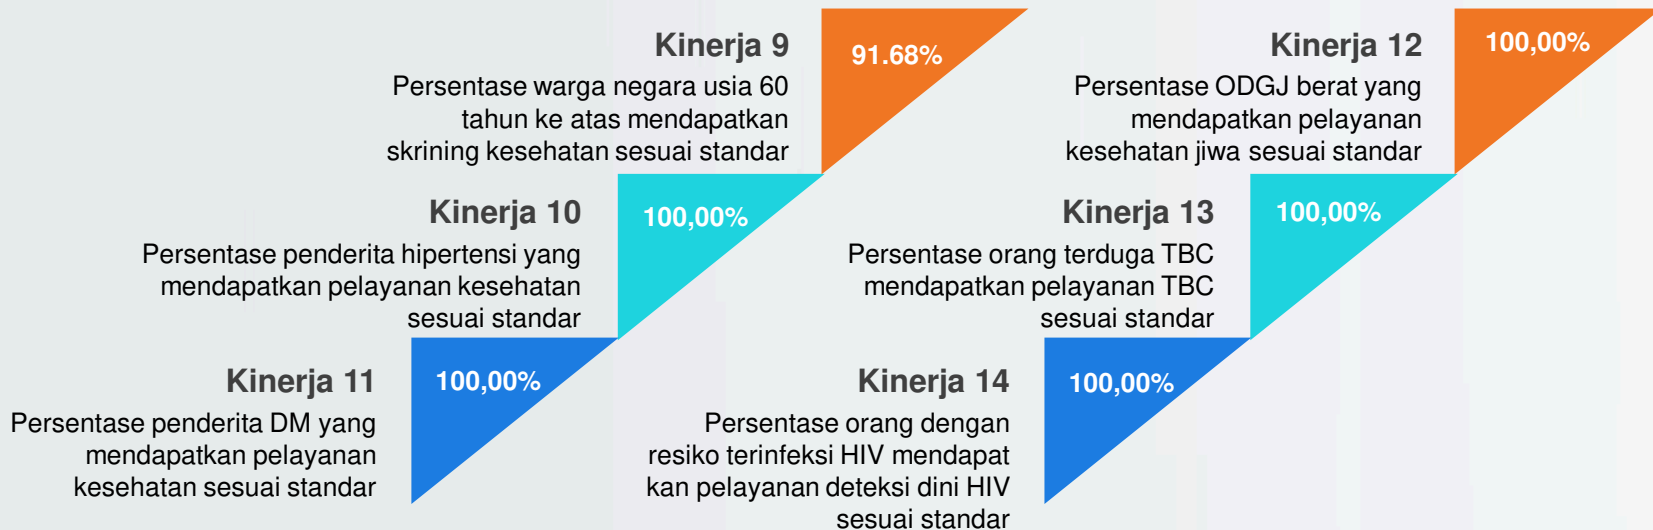 Kinerja 9
91.68%
Persentase warga negara usia 60
tahun ke atas mendapatkan
skrining kesehatan sesuai standar
Kinerja 10
100,00%
Persentase penderita hipertensi yang
mendapatkan pelayanan kesehatan
sesuai standar
Kinerja 11
100,00%
Persentase penderita DM yang
mendapatkan pelayanan
kesehatan sesuai standar
Kinerja 12
100,00%
Persentase ODGJ berat yang
mendapatkan pelayanan
kesehatan jiwa sesuai standar
Kinerja 13
100,00%
Persentase orang terduga TBC
mendapatkan pelayanan TBC
sesuai standar
Kinerja 14
100,00%
Persentase orang dengan
resiko terinfeksi HIV mendapat
kan pelayanan deteksi dini HIV
sesuai standar